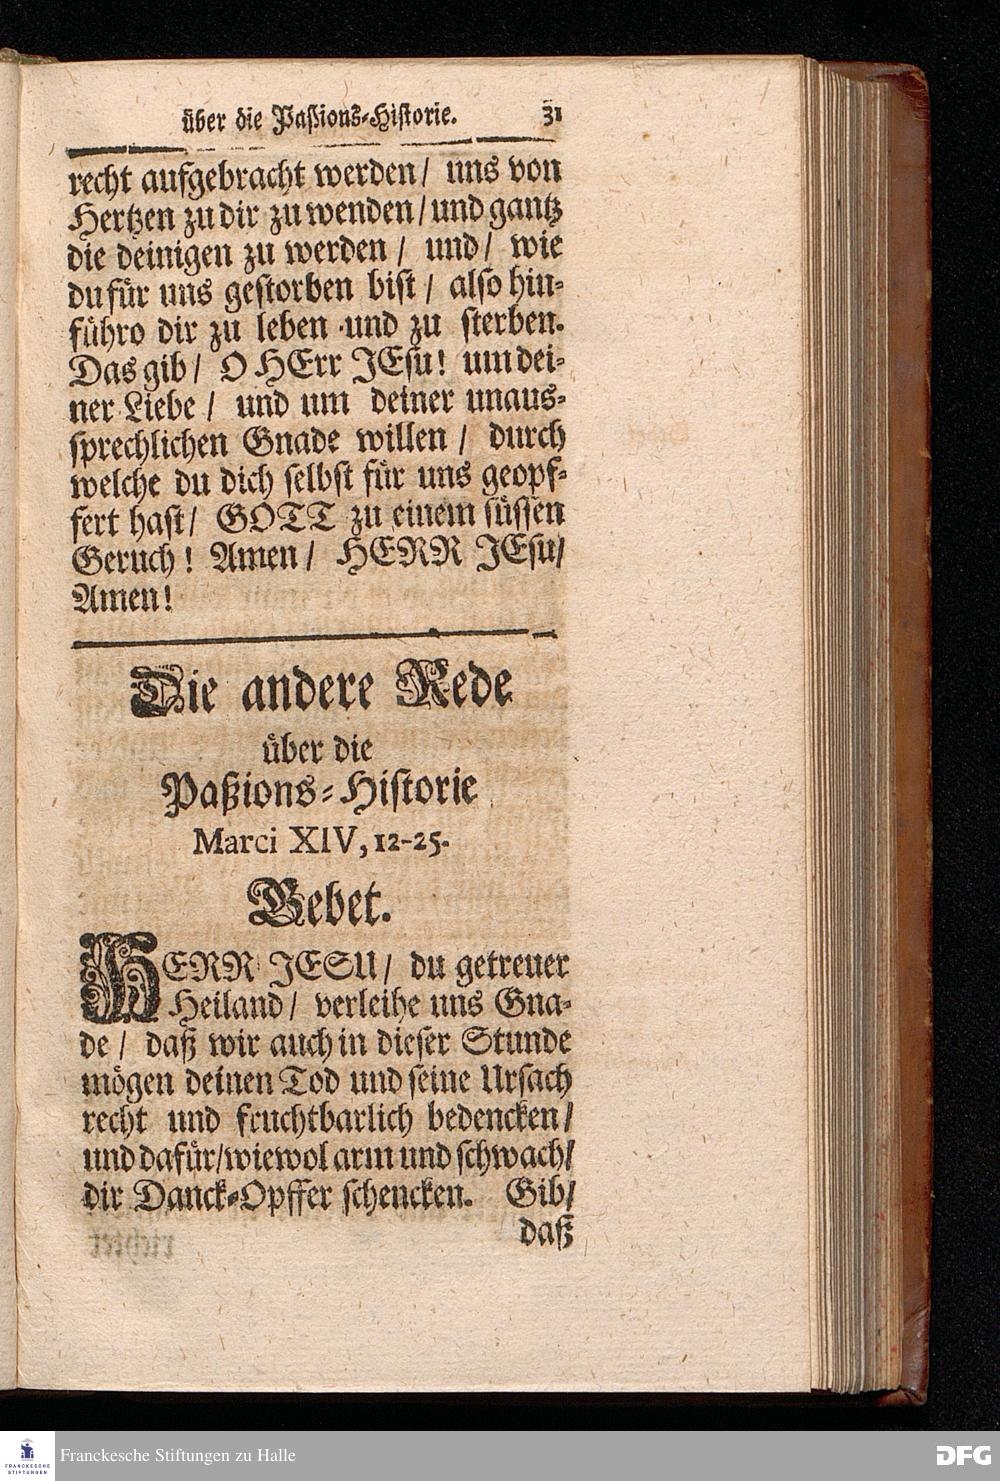 über die Paßions-Historie. 31
recht aufgebracht werden/ uns von
Hertzen zu dir zu wenden/ und gantz
die deinigen zu werden / und/ wie
du für uns gestorben bist / also hin-
führo dir zu leben und zu sterben.
Das gib/ O HErr JEsu! um dei-
ner Liebe / und um deiner unaus-
sprechlichen Gnade willen / durch
welche du dich selbst für uns geopf-
fert hast/ GOTT zu einem süssen
Geruch! Amen/ HERR JEsu/
Amen!
Die andere Rede
über die
Paßions-Historie
Marci XIV, 12-25.
Gebet.
HERR JESU/ du getreuer
Heiland/ verleihe uns Gna-
de / daß wir auch in dieser Stunde
mögen deinen Tod und seine Ursach
recht und fruchtbarlich bedencken/
und dafür/ wiewol arm und schwach/
dir Danck-Opffer schencken. Gib/
daß
FRANCKESCHE
STIFTUNGEN
Franckesche Stiftungen zu Halle
DFG